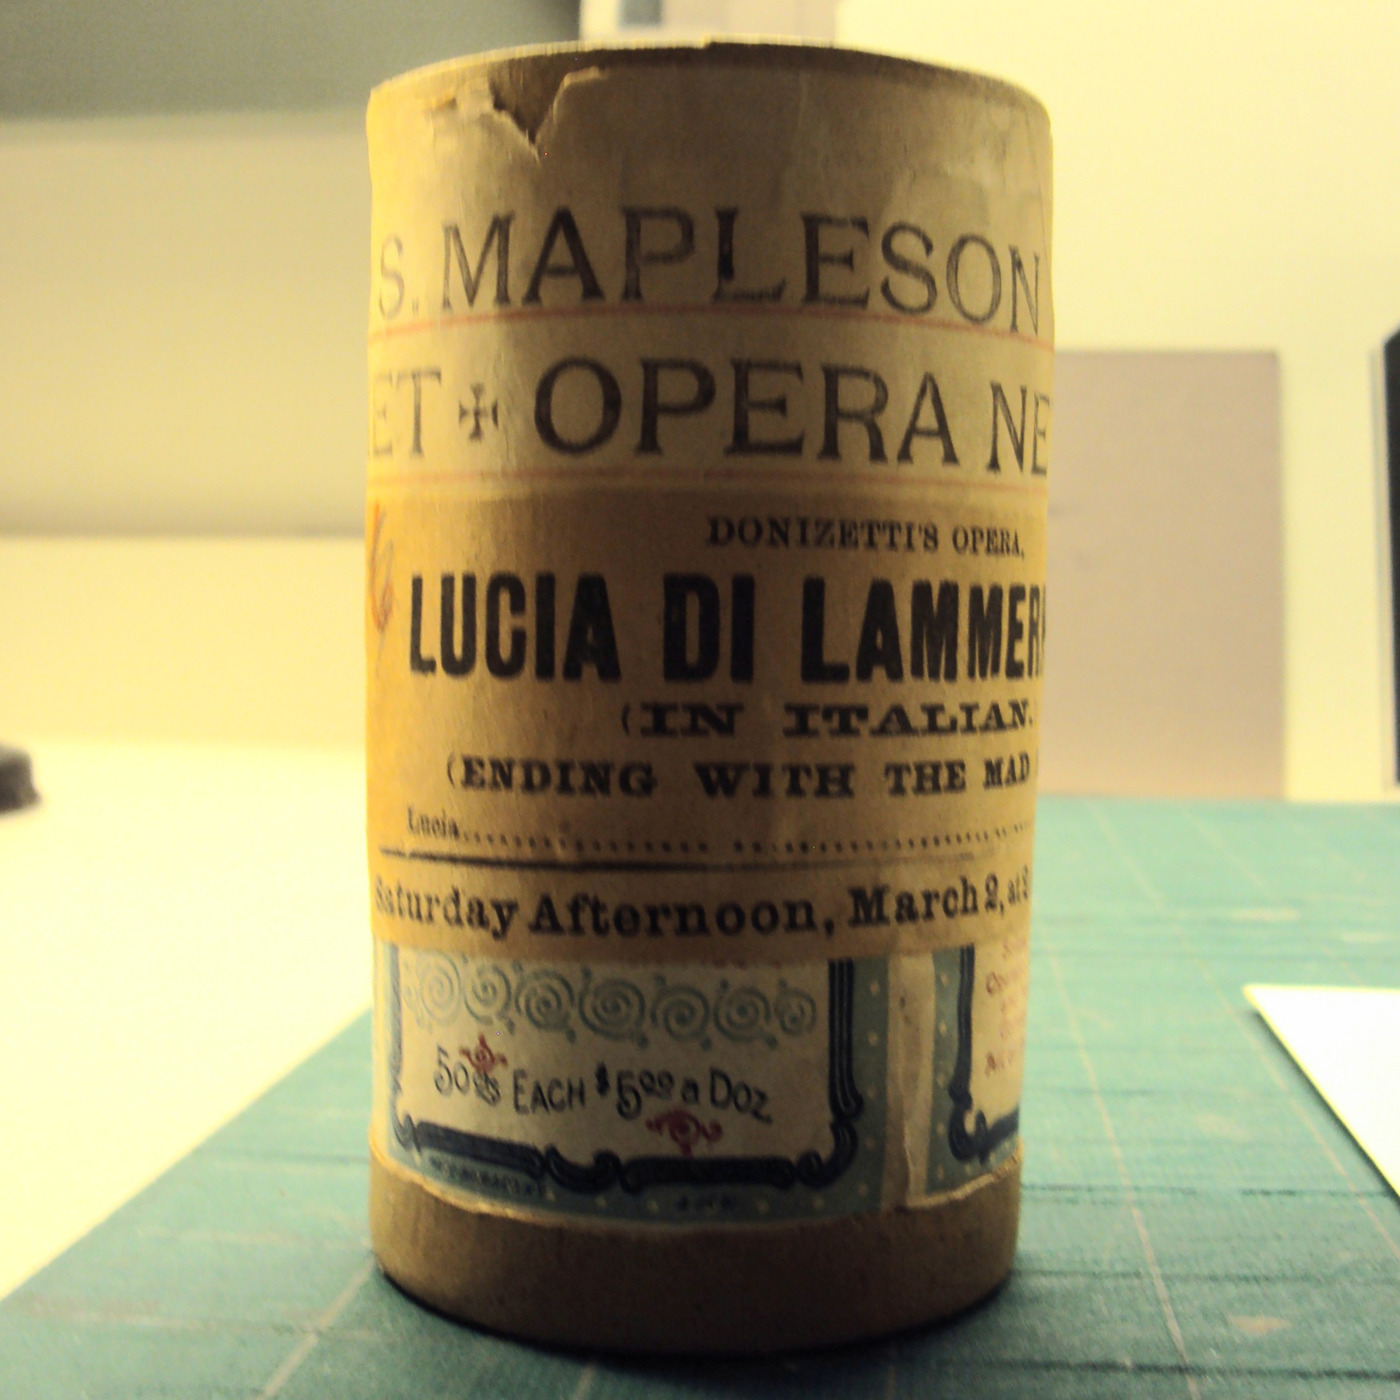 S. MAPLESON
ET ✠ OPERA NE
DONIZETTI'S OPERA,
LUCIA DI LAMMER
(IN ITALIAN.
(ENDING WITH THE MAD
Lucia
Saturday Afternoon, March 2, at
50cts EACH $5.00 a Doz